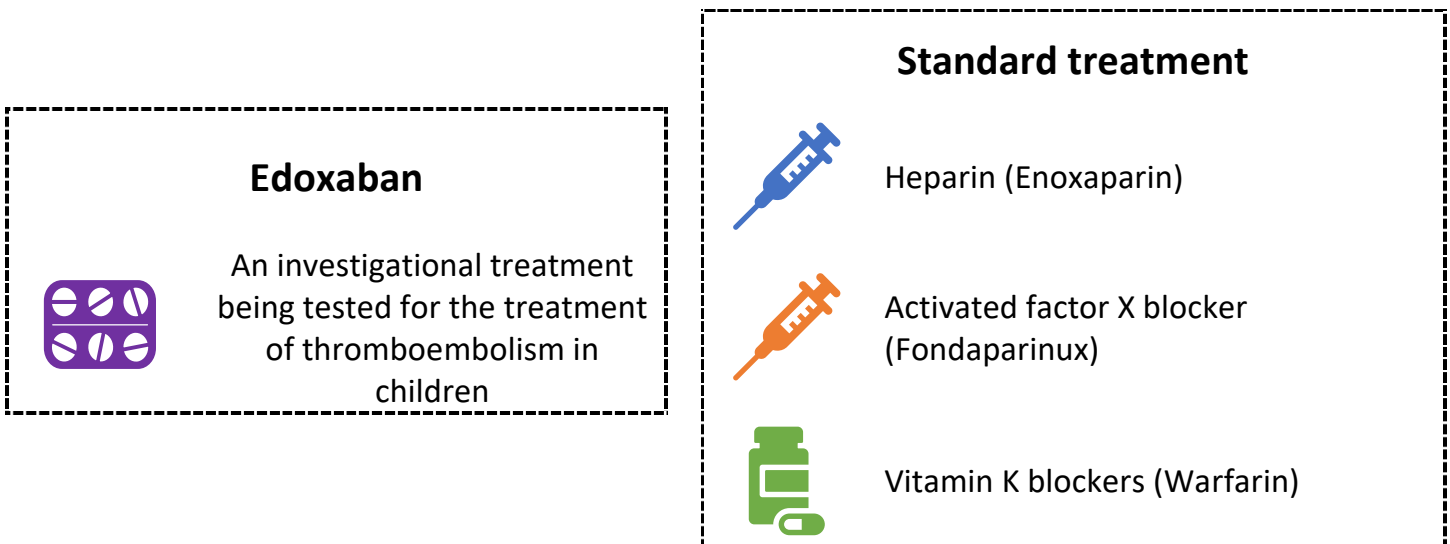 Edoxaban
An investigational treatment
being tested for the treatment
of thromboembolism in
children
Standard treatment
Heparin (Enoxaparin)
Activated factor X blocker
(Fondaparinux)
Vitamin K blockers (Warfarin)